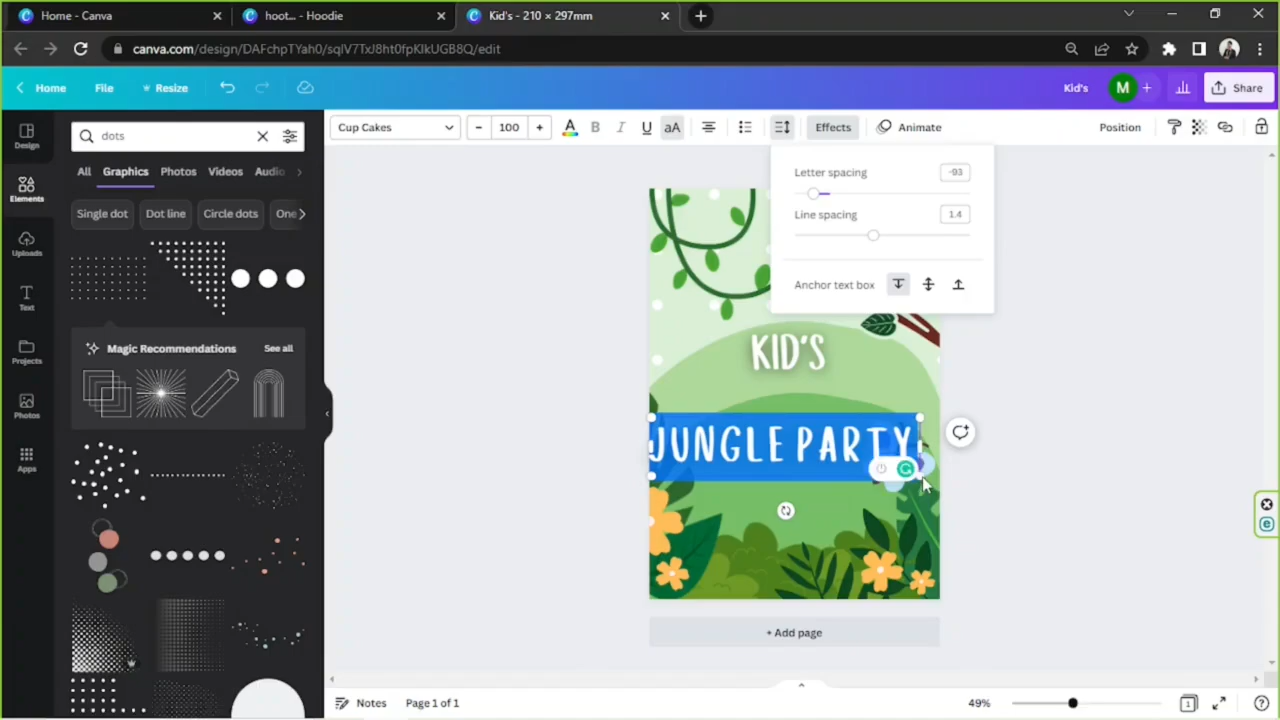 Home - Canva
hoot... - Hoodie
Kid's - 210 × 297mm
canva.com/design/DAFchpTYah0/sqlV7TxJ8ht0fpKlkUGB8Q/edit
Home
File
Resize
Kid's
M
Share
Design
dots
Cup Cakes
100
B
I
U
aA
Effects
Animate
Position
All
Graphics
Photos
Videos
Audio
Elements
Letter spacing
-93
Single dot
Dot line
Circle dots
One
Line spacing
1.4
Uploads
Anchor text box
Text
Magic Recommendations
See all
Projects
KID'S
Photos
JUNGLE PARTY
Apps
+ Add page
Notes
Page 1 of 1
49%
1